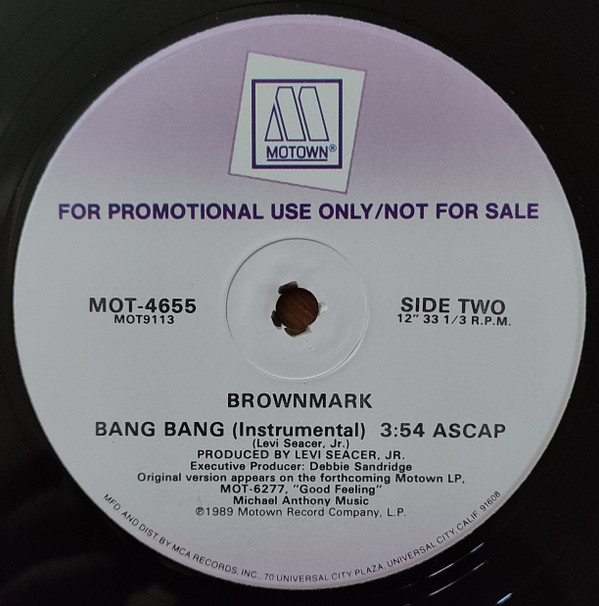 MOTOWN®
FOR PROMOTIONAL USE ONLY/NOT FOR SALE
MOT-4655
MOT9113
SIDE TWO
12" 33 1/3 R.P.M.
BROWNMARK
BANG BANG (Instrumental) 3:54 ASCAP
(Levi Seacer, Jr.)
PRODUCED BY LEVI SEACER, JR.
Executive Producer: Debbie Sandridge
Original version appears on the forthcoming Motown LP,
MOT-6277, "Good Feeling"
Michael Anthony Music
℗1989 Motown Record Company, L.P.
MFD. AND DIST. BY MCA RECORDS, INC., 70 UNIVERSAL CITY PLAZA, UNIVERSAL CITY, CALIF. 91608